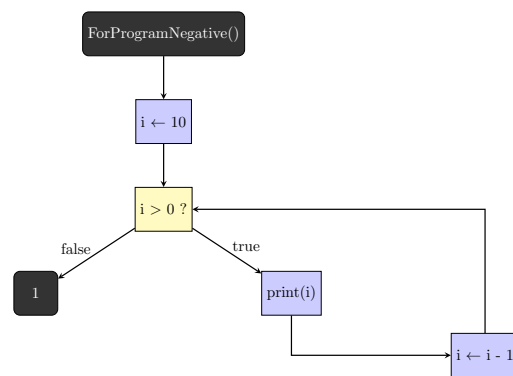 ForProgramNegative()
i ← 10
i > 0 ?
false
true
1
print(i)
i ← i - 1